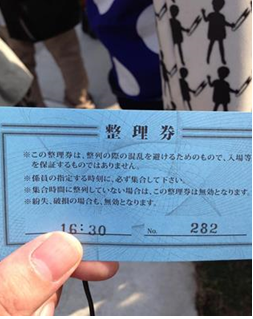 整理券
※この整理券は、整列の際の混乱を避けるためのもので、入場等
を保証するものではありません。
※係員の指定する時刻に、必ず集合して下さい。
※集合時間に整列していない場合は、この整理券は無効となります。
※紛失、破損の場合も、無効となります。
16:30 No. 282